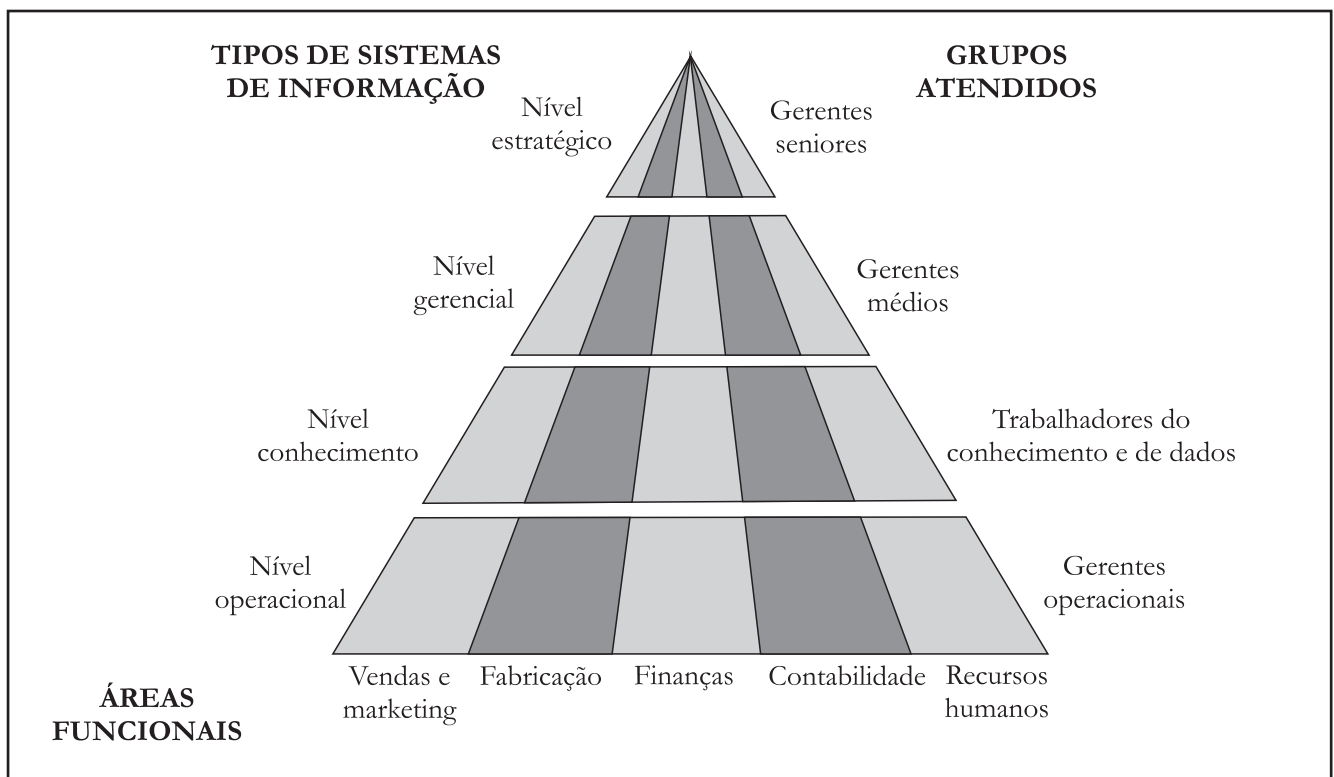 TIPOS DE SISTEMAS
DE INFORMAÇÃO
GRUPOS
ATENDIDOS
Nível
estratégico
Gerentes
seniores
Nível
gerencial
Gerentes
médios
Nível
conhecimento
Trabalhadores do
conhecimento e de dados
Nível
operacional
Gerentes
operacionais
Vendas e
marketing
Fabricação
Finanças
Contabilidade
Recursos
humanos
ÁREAS
FUNCIONAIS